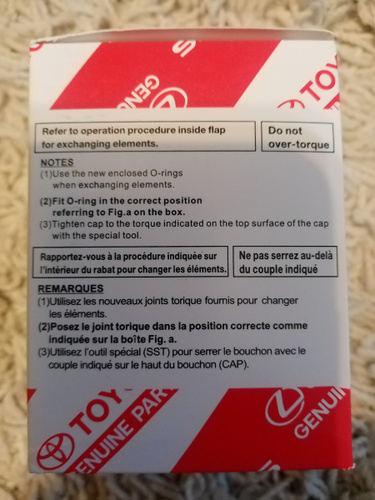 S
GENU
TOYO
Refer to operation procedure inside flap
for exchanging elements.
Do not
over-torque
NOTES
(1)Use the new enclosed O-rings
when exchanging elements.
(2)Fit O-ring in the correct position
referring to Fig.a on the box.
(3)Tighten cap to the torque indicated on the top surface of the cap
with the special tool.
Rapportez-vous à la procédure indiquée sur
l'intérieur du rabat pour changer les éléments.
Ne pas serrez au-delà
du couple indiqué
REMARQUES
(1)Utilisez les nouveaux joints torique fournis pour changer
les éléments.
(2)Posez le joint torique dans la position correcte comme
indiquée sur la boîte Fig. a.
(3)Utilisez l'outil spécial (SST) pour serrer le bouchon avec le
couple indiqué sur le haut du bouchon (CAP).
TOY
ENUINE PAR
GENUIN
S